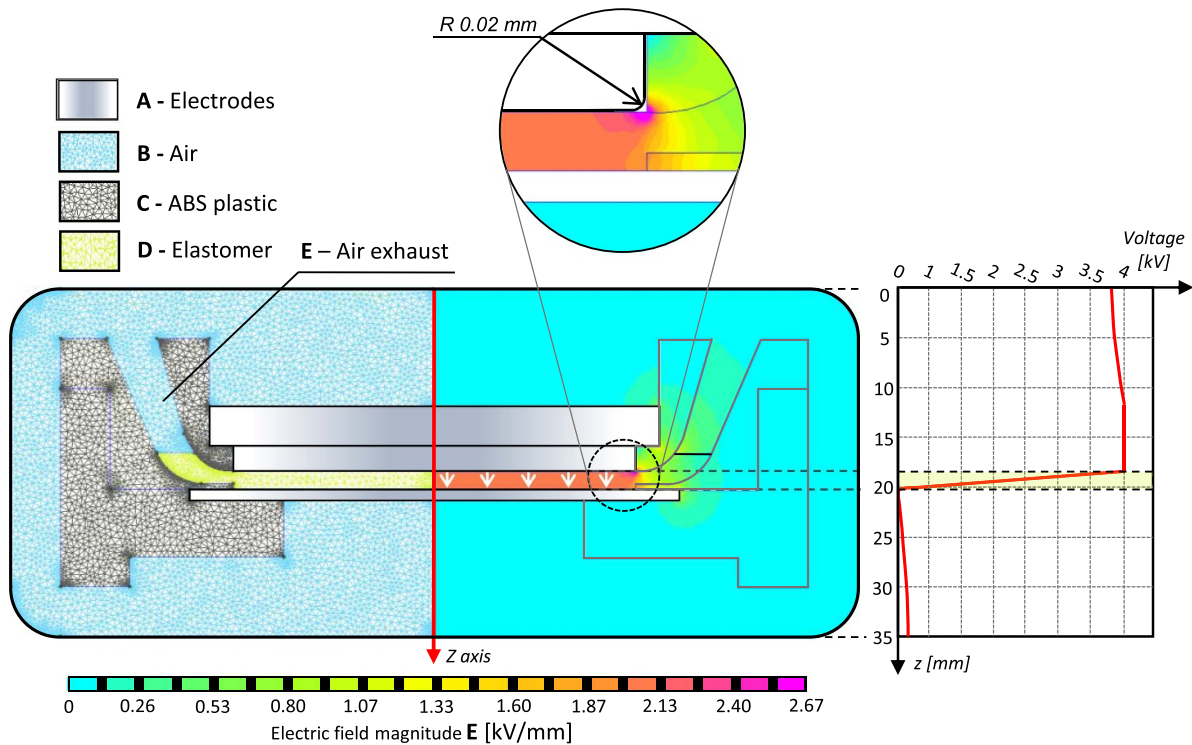 R 0.02 mm
A - Electrodes
B - Air
C - ABS plastic
D - Elastomer
E – Air exhaust
Voltage
[kV]
0 1 1.5 2 2.5 3 3.5 4
0
5
10
15
20
25
30
35
z [mm]
Z axis
0 0.26 0.53 0.80 1.07 1.33 1.60 1.87 2.13 2.40 2.67
Electric field magnitude E [kV/mm]